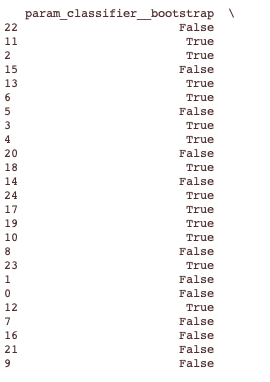 param_classifier__bootstrap \
22 False
11 True
2 True
15 False
13 True
6 True
5 False
3 True
4 True
20 False
18 True
14 False
24 True
17 True
19 True
10 True
8 False
23 True
1 False
0 False
12 True
7 False
16 False
21 False
9 False